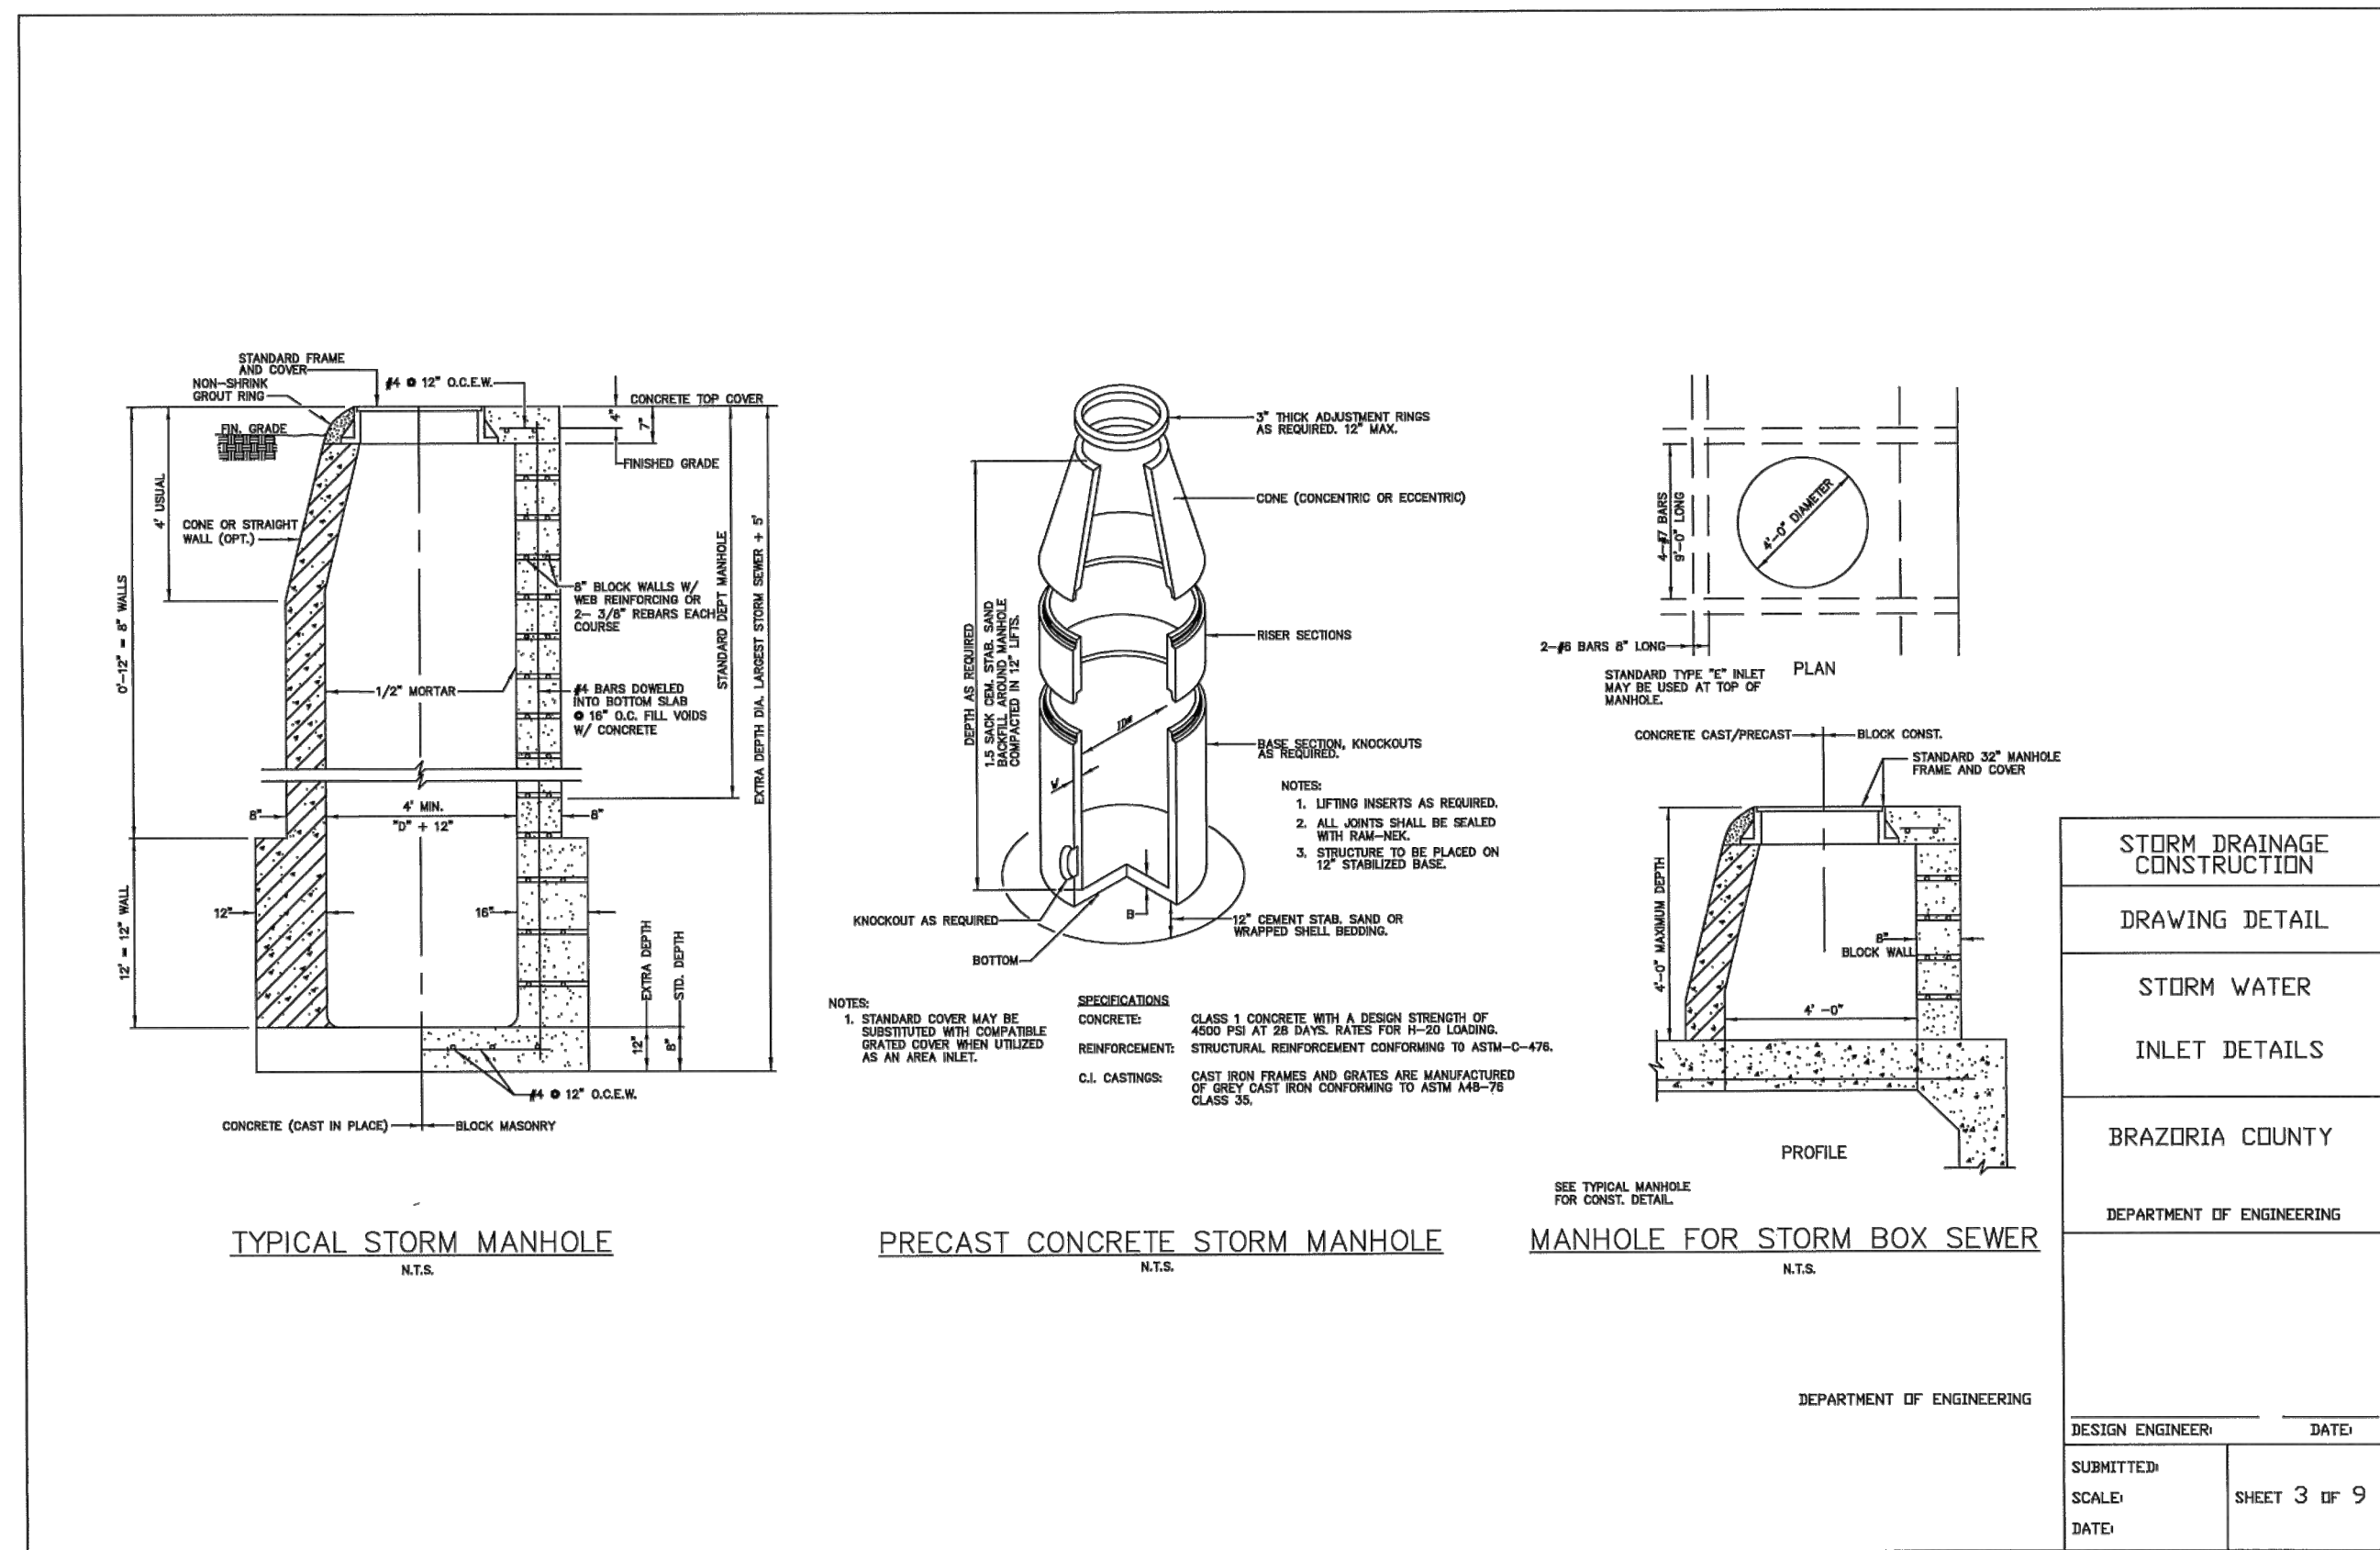 STANDARD FRAME
AND COVER
NON-SHRINK
GROUT RING
#4 @ 12" O.C.E.W.
CONCRETE TOP COVER
4"
7"
FIN. GRADE
FINISHED GRADE
4' USUAL
CONE OR STRAIGHT
WALL (OPT.)
0'-12" = 8" WALLS
8" BLOCK WALLS W/
WEB REINFORCING OR
2- 3/8" REBARS EACH
COURSE
STANDARD DEPT MANHOLE
EXTRA DEPTH DIA. LARGEST STORM SEWER + 5'
1/2" MORTAR
#4 BARS DOWELED
INTO BOTTOM SLAB
@ 16" O.C. FILL VOIDS
W/ CONCRETE
8"
4' MIN.
"D" + 12"
8"
12' = 12" WALL
12"
16"
EXTRA DEPTH
STD. DEPTH
12"
8"
#4 @ 12" O.C.E.W.
CONCRETE (CAST IN PLACE)
BLOCK MASONRY
TYPICAL STORM MANHOLE
N.T.S.
3" THICK ADJUSTMENT RINGS
AS REQUIRED. 12" MAX.
CONE (CONCENTRIC OR ECCENTRIC)
DEPTH AS REQUIRED
1.5 SACK CEM. STAB. SAND
BACKFILL AROUND MANHOLE
COMPACTED IN 12" LIFTS.
RISER SECTIONS
BASE SECTION, KNOCKOUTS
AS REQUIRED.
W
NOTES:
1. LIFTING INSERTS AS REQUIRED.
2. ALL JOINTS SHALL BE SEALED
WITH RAM-NEK.
3. STRUCTURE TO BE PLACED ON
12" STABILIZED BASE.
KNOCKOUT AS REQUIRED
B
12" CEMENT STAB. SAND OR
WRAPPED SHELL BEDDING.
BOTTOM
NOTES:
1. STANDARD COVER MAY BE
SUBSTITUTED WITH COMPATIBLE
GRATED COVER WHEN UTILIZED
AS AN AREA INLET.
SPECIFICATIONS
CONCRETE: CLASS 1 CONCRETE WITH A DESIGN STRENGTH OF
4500 PSI AT 28 DAYS. RATES FOR H-20 LOADING.
REINFORCEMENT: STRUCTURAL REINFORCEMENT CONFORMING TO ASTM-C-476.
C.I. CASTINGS: CAST IRON FRAMES AND GRATES ARE MANUFACTURED
OF GREY CAST IRON CONFORMING TO ASTM A48-76
CLASS 35.
PRECAST CONCRETE STORM MANHOLE
N.T.S.
4-#7 BARS
9'-0" LONG
4'-0" DIAMETER
2-#6 BARS 8" LONG
STANDARD TYPE "E" INLET
MAY BE USED AT TOP OF
MANHOLE.
PLAN
CONCRETE CAST/PRECAST
BLOCK CONST.
STANDARD 32" MANHOLE
FRAME AND COVER
4'-0" MAXIMUM DEPTH
8"
BLOCK WALL
4' -0"
PROFILE
SEE TYPICAL MANHOLE
FOR CONST. DETAIL.
MANHOLE FOR STORM BOX SEWER
N.T.S.
DEPARTMENT OF ENGINEERING
STORM DRAINAGE
CONSTRUCTION
DRAWING DETAIL
STORM WATER
INLET DETAILS
BRAZORIA COUNTY
DEPARTMENT OF ENGINEERING
DESIGN ENGINEER: DATE:
SUBMITTED:
SCALE:
DATE:
SHEET 3 OF 9